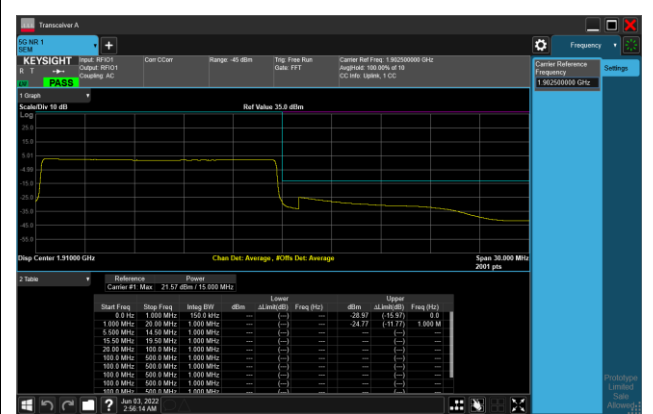 Transceiver A
5G NR 1
SEM
Frequency
KEYSIGHT
R T
PASS
Input: RFIO1
Output: RFIO1
Coupling: AC
Corr CCorr
Range: -45 dBm
Trig: Free Run
Gate: FFT
Carrier Ref Freq: 1.902500000 GHz
Avg|Hold: 100.00% of 10
CC Info: Uplink, 1 CC
Carrier Reference
Frequency
1.902500000 GHz
Settings
1 Graph
Scale/Div 10 dB
Ref Value 35.0 dBm
Log
25.0
15.0
5.01
-4.99
-15.0
-25.0
-35.0
-45.0
-55.0
Disp Center 1.91000 GHz
Chan Det: Average , #Offs Det: Average
Span 30.000 MHz
2001 pts
2 Table
Reference Power
Carrier #1 Max 21.57 dBm / 15.000 MHz
Lower Upper
Start Freq Stop Freq Integ BW dBm ΔLimit(dB) Freq (Hz) dBm ΔLimit(dB) Freq (Hz)
0.0 Hz 1.000 MHz 150.0 kHz --- (---) --- -28.97 (-15.97) 0.0
1.000 MHz 20.00 MHz 1.000 MHz --- (---) --- -24.77 (-11.77) 1.000 M
5.500 MHz 14.50 MHz 1.000 MHz --- (---) --- --- (---) ---
15.50 MHz 19.50 MHz 1.000 MHz --- (---) --- --- (---) ---
20.00 MHz 100.0 MHz 1.000 MHz --- (---) --- --- (---) ---
100.0 MHz 500.0 MHz 1.000 MHz --- (---) --- --- (---) ---
100.0 MHz 500.0 MHz 1.000 MHz --- (---) --- --- (---) ---
100.0 MHz 500.0 MHz 1.000 MHz --- (---) --- --- (---) ---
100.0 MHz 500.0 MHz 1.000 MHz --- (---) --- --- (---) ---
Jun 03, 2022
2:56:14 AM
Prototype
Limited
Sale
Allowed